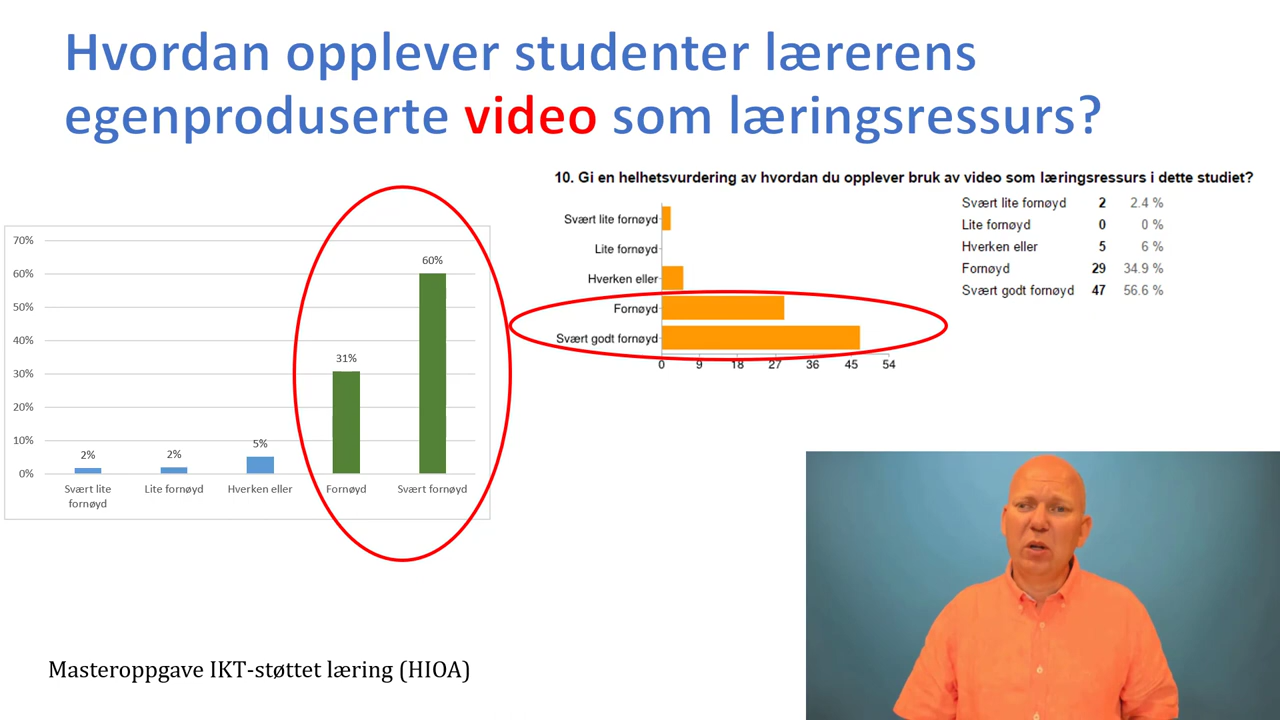 Hvordan opplever studenter lærerens
egenproduserte video som læringsressurs?
70%
60%
50%
40%
30%
20%
10%
0%
2%
2%
5%
31%
60%
Svært lite
fornøyd
Lite fornøyd
Hverken eller
Fornøyd
Svært fornøyd
10. Gi en helhetsvurdering av hvordan du opplever bruk av video som læringsressurs i dette studiet?
Svært lite fornøyd
Lite fornøyd
Hverken eller
Fornøyd
Svært godt fornøyd
0 9 18 27 36 45 54
Svært lite fornøyd 2 2.4 %
Lite fornøyd 0 0 %
Hverken eller 5 6 %
Fornøyd 29 34.9 %
Svært godt fornøyd 47 56.6 %
Masteroppgave IKT-støttet læring (HIOA)